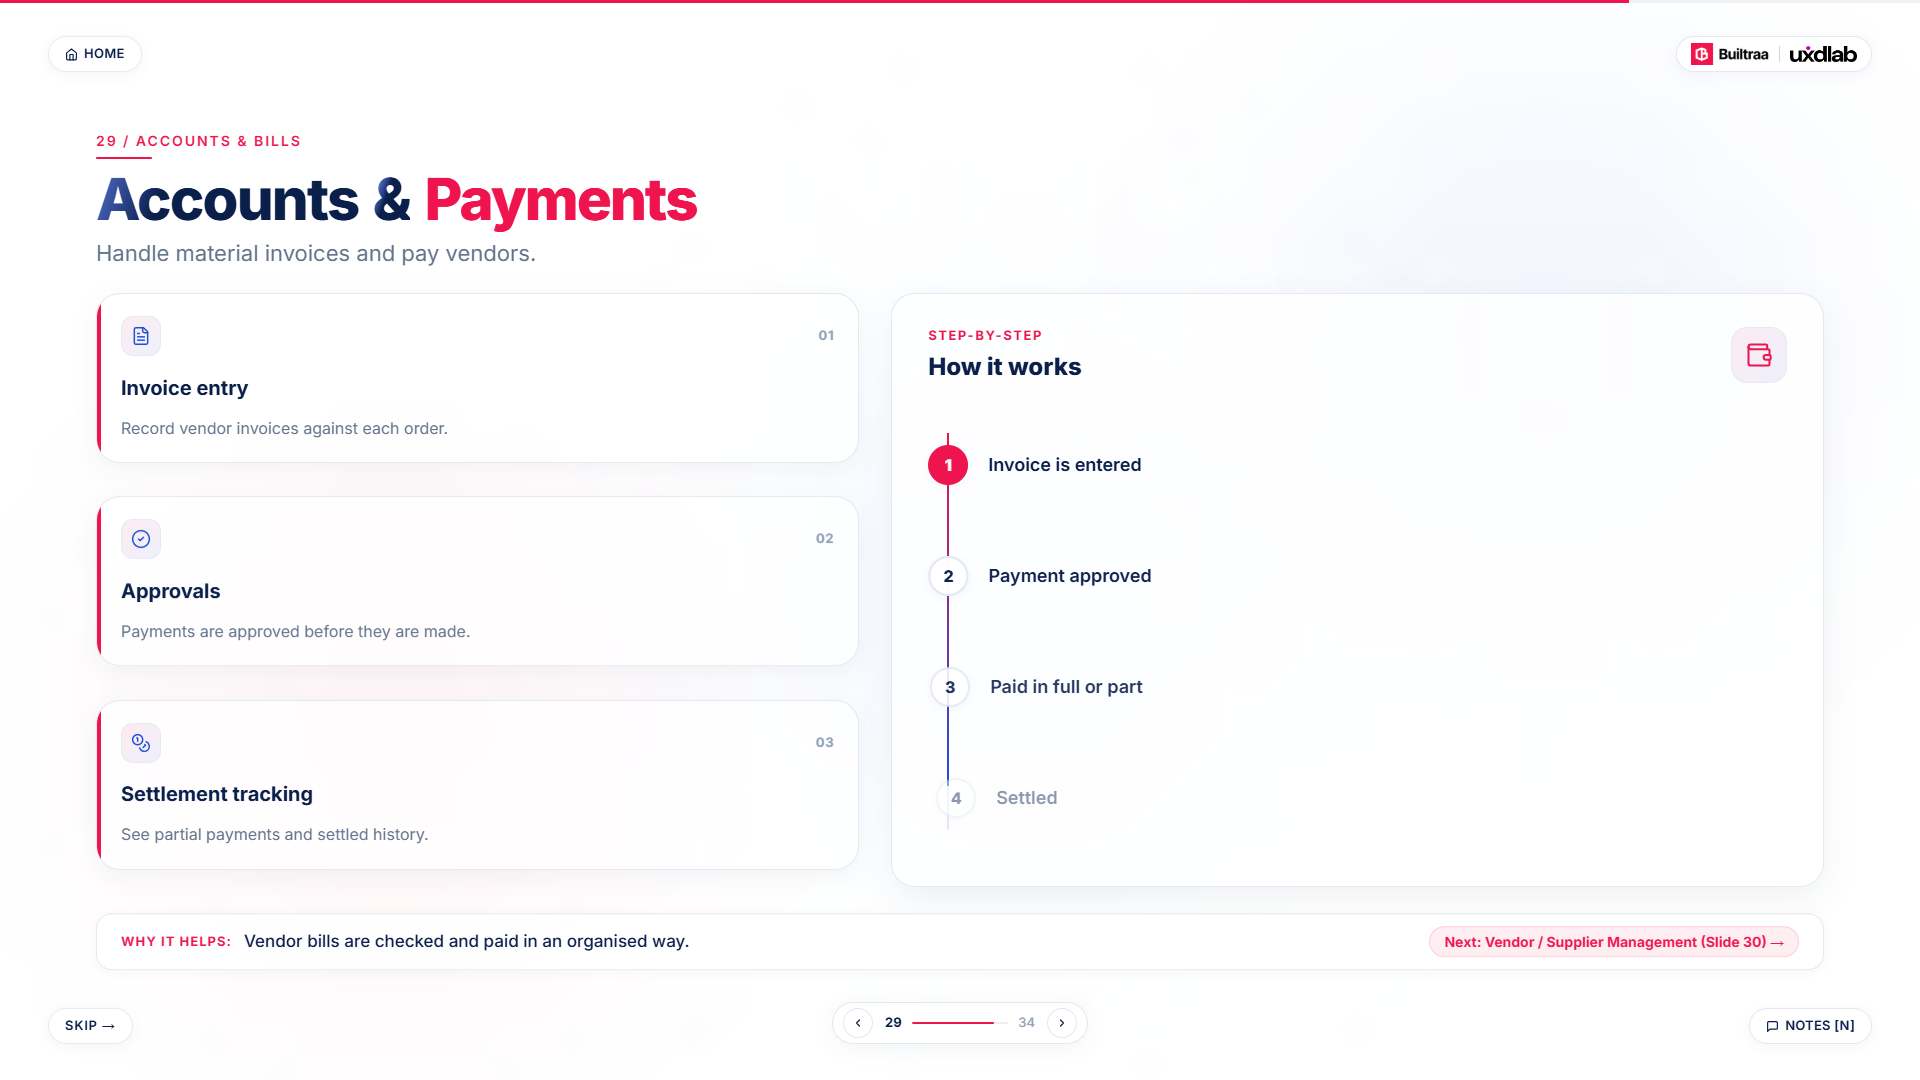 HOME
Builtraa
uxdlab
29 / ACCOUNTS & BILLS
Accounts & Payments
Handle material invoices and pay vendors.
01
Invoice entry
Record vendor invoices against each order.
02
Approvals
Payments are approved before they are made.
03
Settlement tracking
See partial payments and settled history.
STEP-BY-STEP
How it works
1 Invoice is entered
2 Payment approved
3 Paid in full or part
4 Settled
WHY IT HELPS: Vendor bills are checked and paid in an organised way.
Next: Vendor / Supplier Management (Slide 30) →
SKIP →
29 34
NOTES [N]